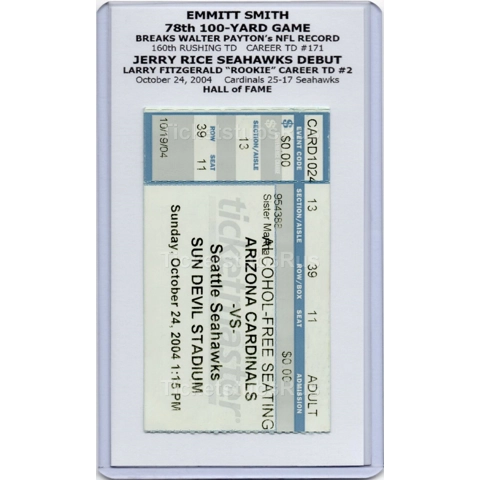 EMMITT SMITH
78th 100-YARD GAME
BREAKS WALTER PAYTON's NFL RECORD
160th RUSHING TD CAREER TD #171
JERRY RICE SEAHAWKS DEBUT
LARRY FITZGERALD "ROOKIE" CAREER TD #2
October 24, 2004 Cardinals 25-17 Seahawks
HALL of FAME
CARD1024
EVENT CODE
$0.00
13
SECTION/AISLE
39
11
ROW SEAT
10/19/04
13
39
11
ADULT
SECTION/AISLE
ROW/BOX
SEAT
ADMISSION
954388
$0.00
Sister
ALCOHOL-FREE SEATING
ARIZONA CARDINALS
-VS-
Seattle Seahawks
SUN DEVIL STADIUM
Sunday, October 24, 2004 1:15 PM
ticketmaster